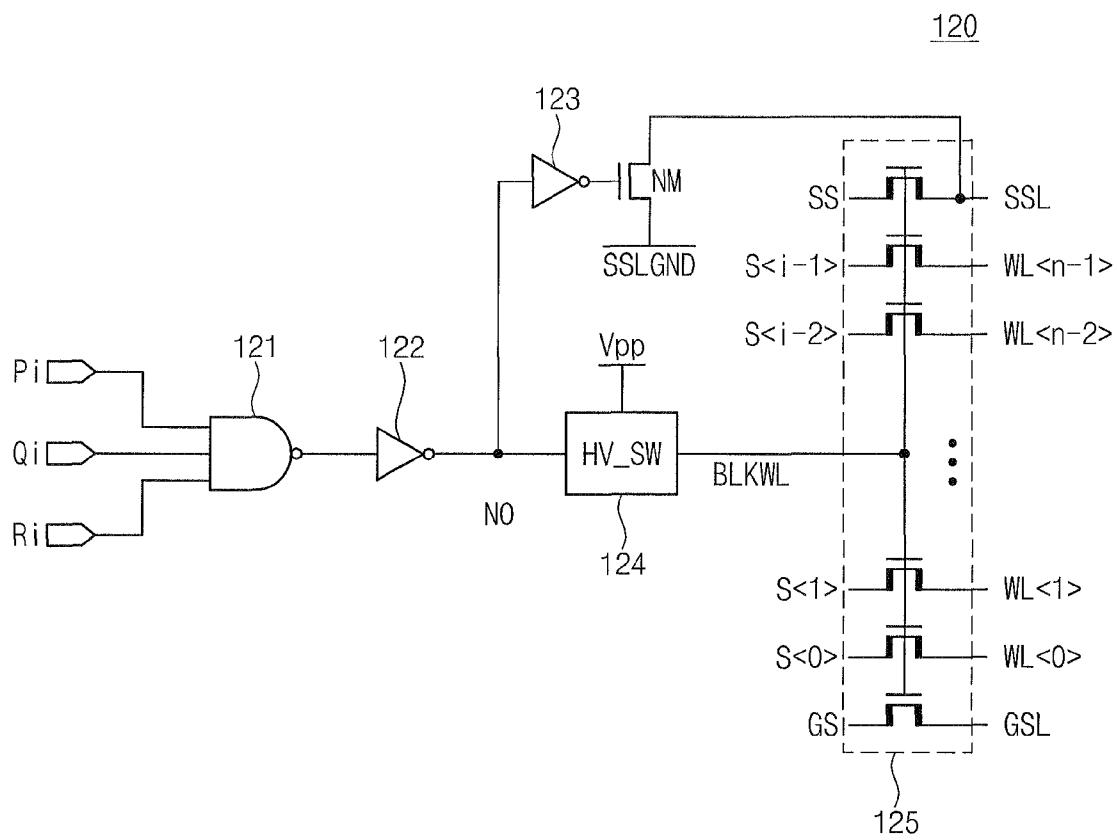 120
123
NM
SS
SSL
SSLGND
S<i-1>
WL<n-1>
S<i-2>
WL<n-2>
121
122
Vpp
Pi
Qi
HV_SW
BLKWL
Ri
N0
124
S<1>
WL<1>
S<0>
WL<0>
GS
GSL
125